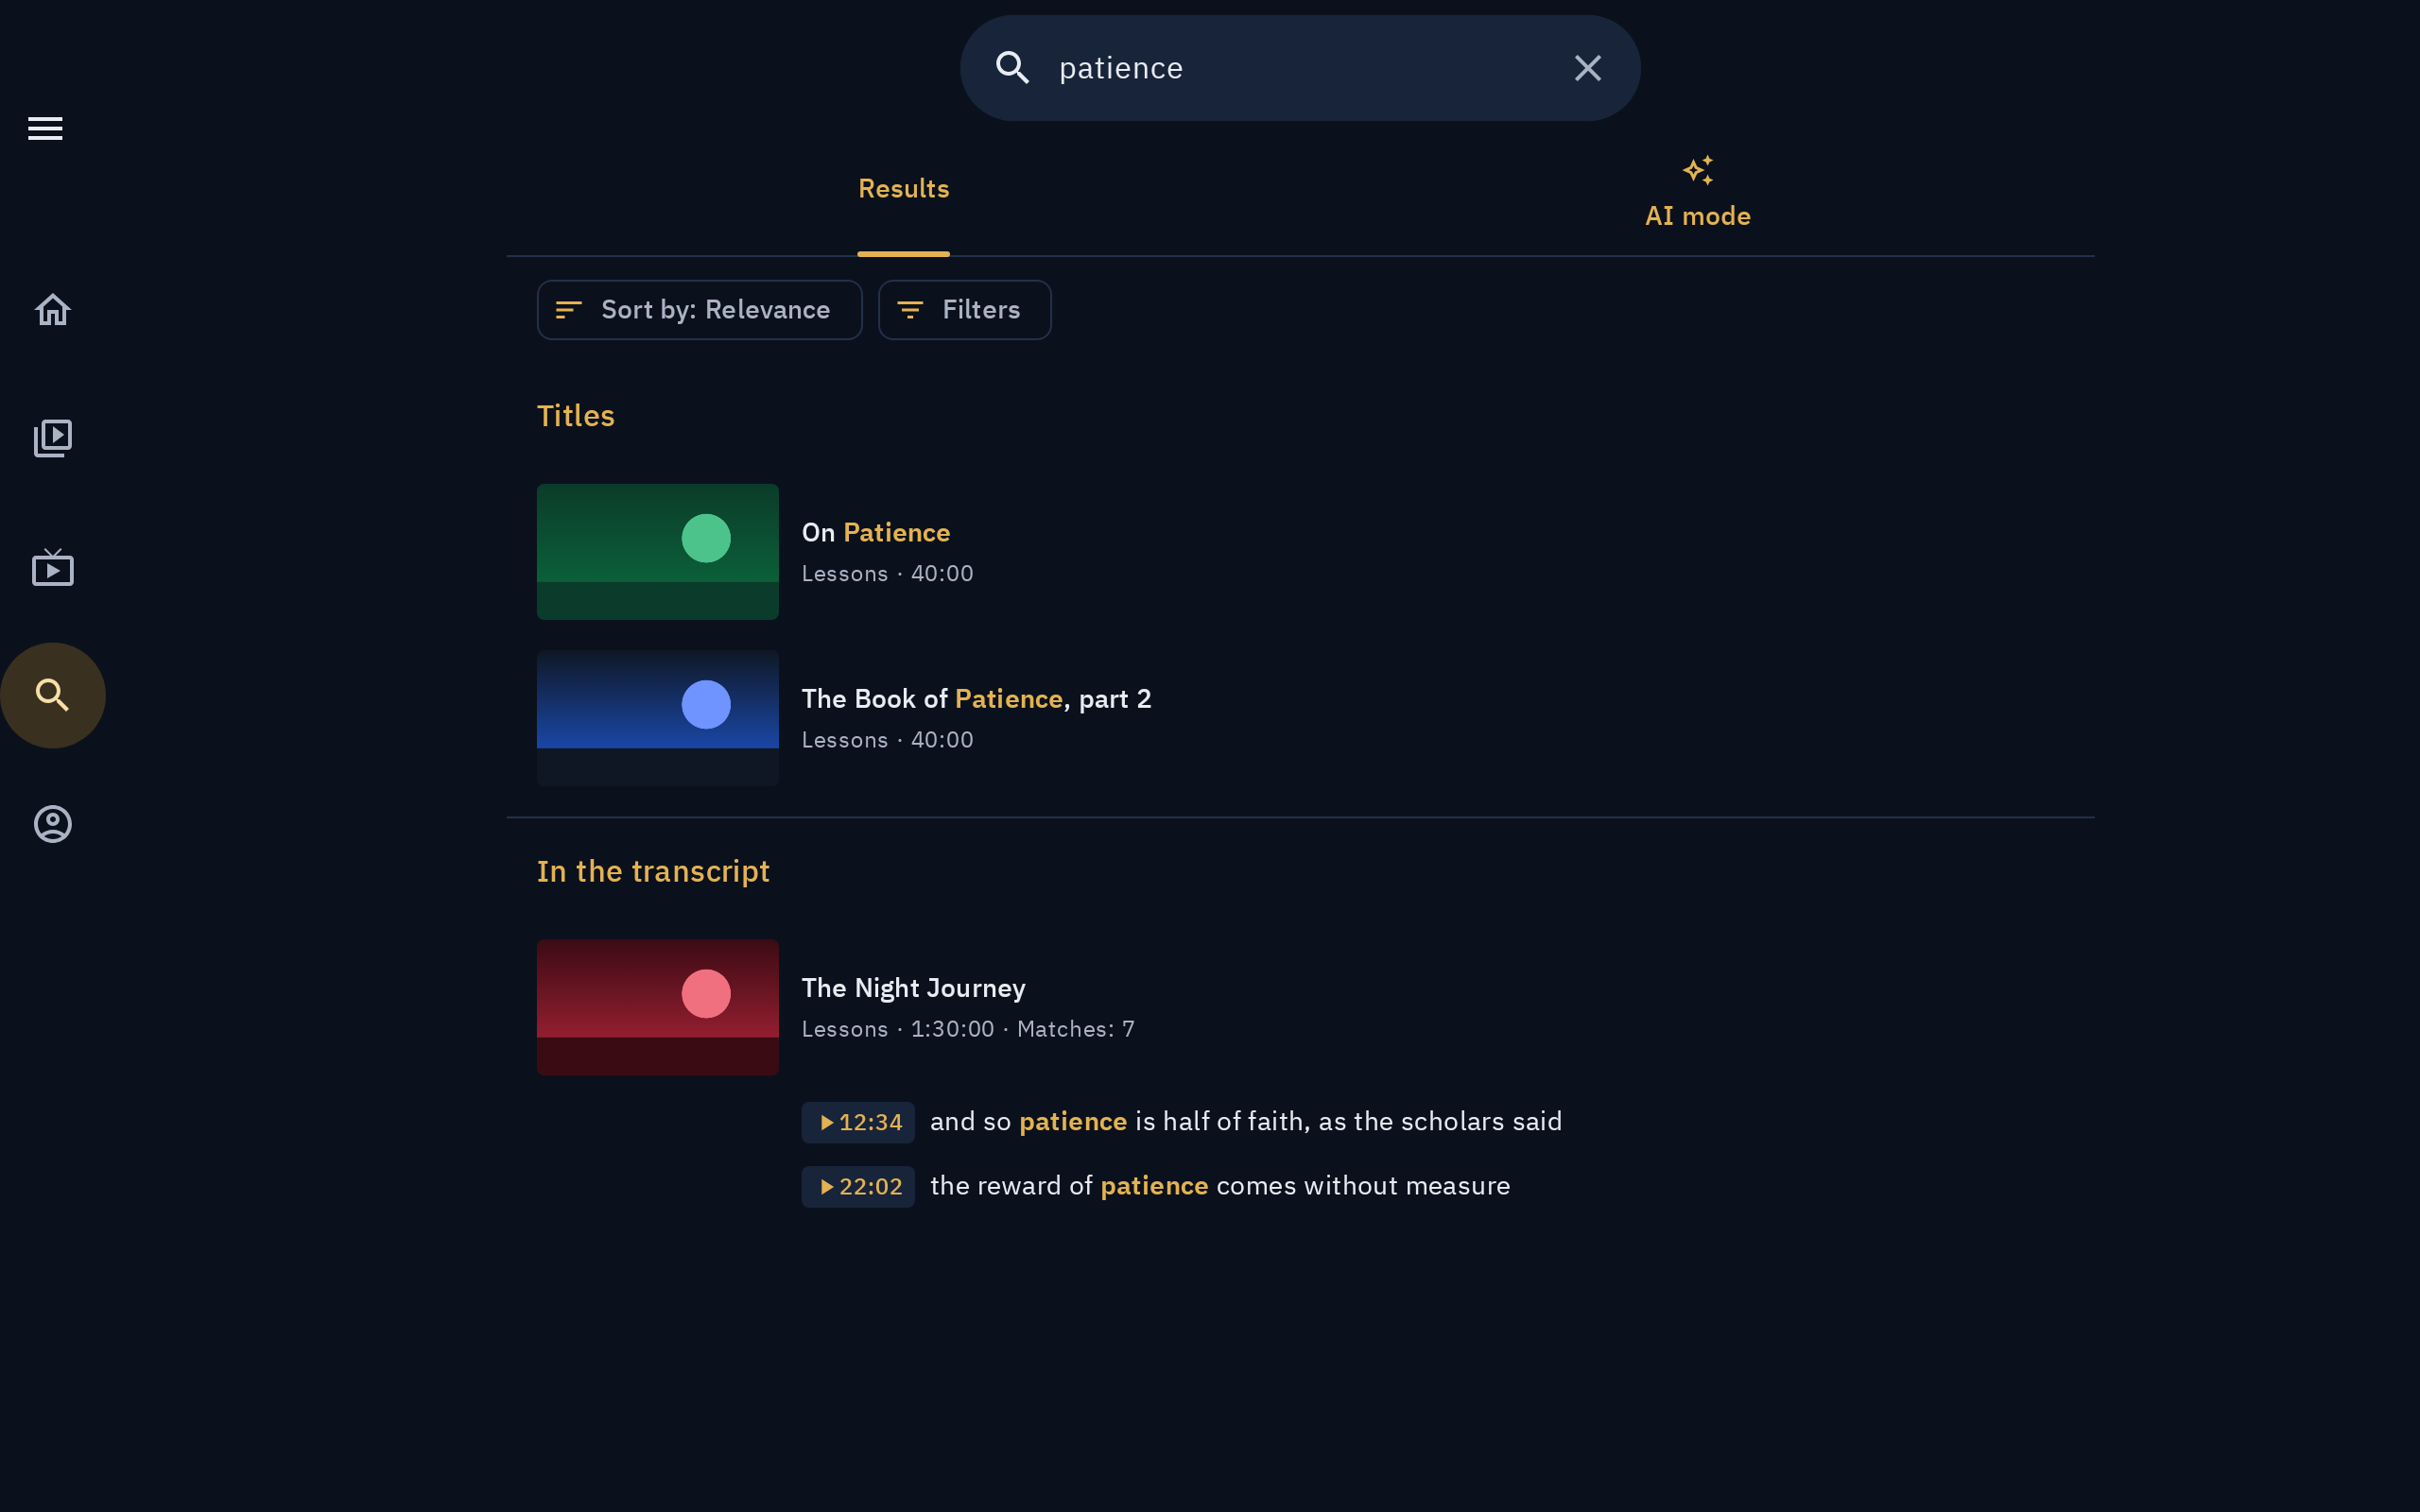 patience
Results
AI mode
Sort by: Relevance
Filters
Titles
On Patience
Lessons · 40:00
The Book of Patience, part 2
Lessons · 40:00
In the transcript
The Night Journey
Lessons · 1:30:00 · Matches: 7
12:34 and so patience is half of faith, as the scholars said
22:02 the reward of patience comes without measure